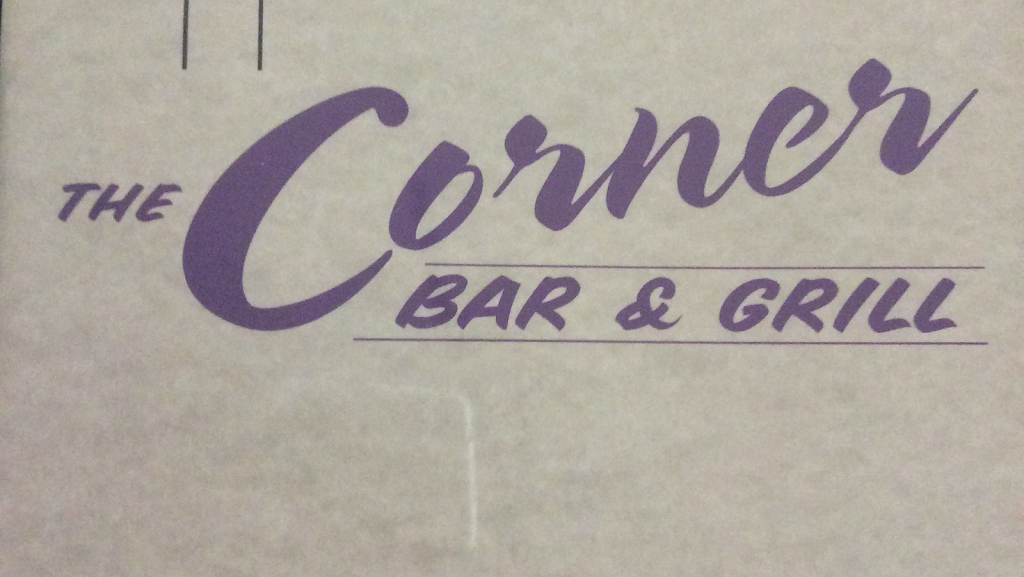 THE Corner
BAR & GRILL